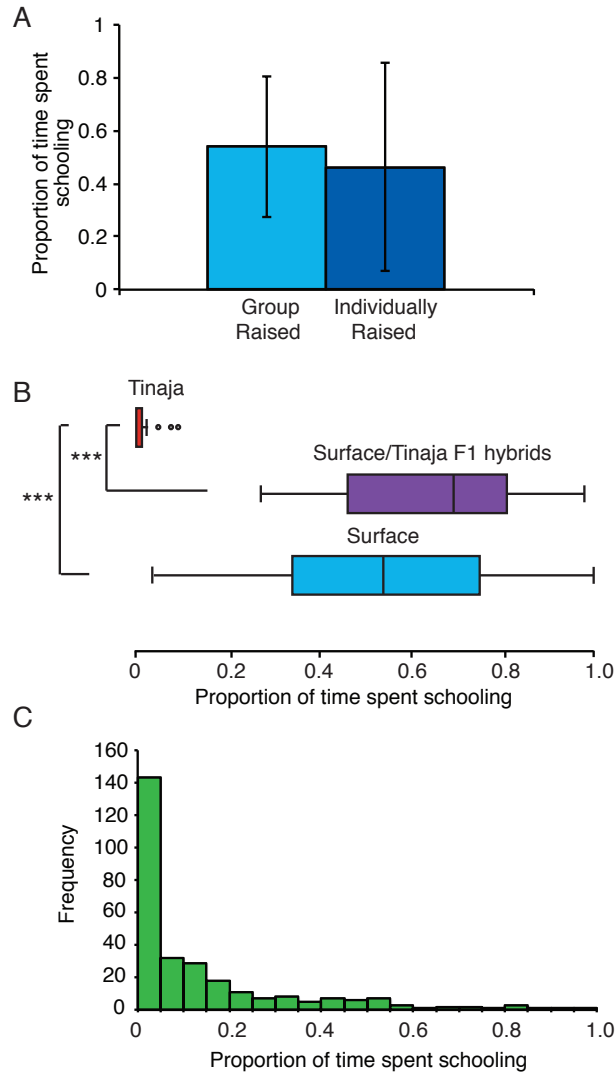 A
Proportion of time spent
schooling
1
0.8
0.6
0.4
0.2
0
Group
Raised
Individually
Raised
B
Tinaja
***
***
Surface/Tinaja F1 hybrids
Surface
0 0.2 0.4 0.6 0.8 1.0
Proportion of time spent schooling
C
Frequency
160
140
120
100
80
60
40
20
0
0 0.2 0.4 0.6 0.8 1.0
Proportion of time spent schooling